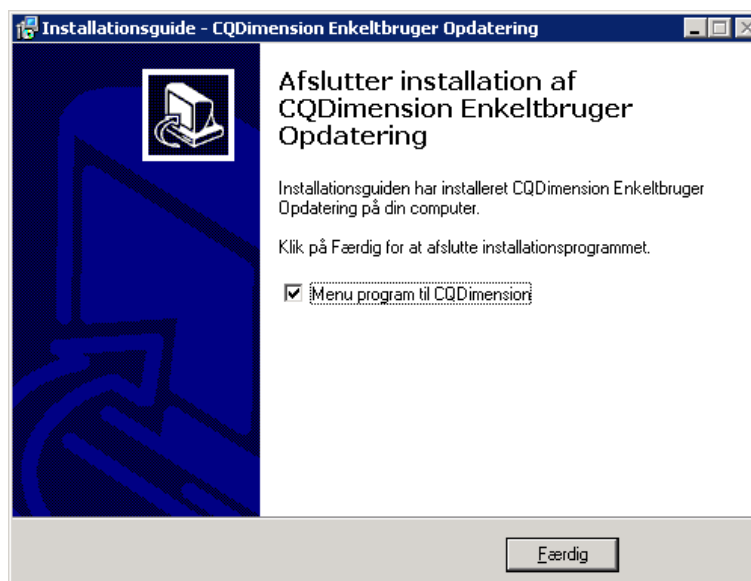 Installationsguide - CQDimension Enkeltbruger Opdatering
Afslutter installation af
CQDimension Enkeltbruger
Opdatering
Installationsguiden har installeret CQDimension Enkeltbruger
Opdatering på din computer.
Klik på Færdig for at afslutte installationsprogrammet.
Menu program til CQDimension
Færdig